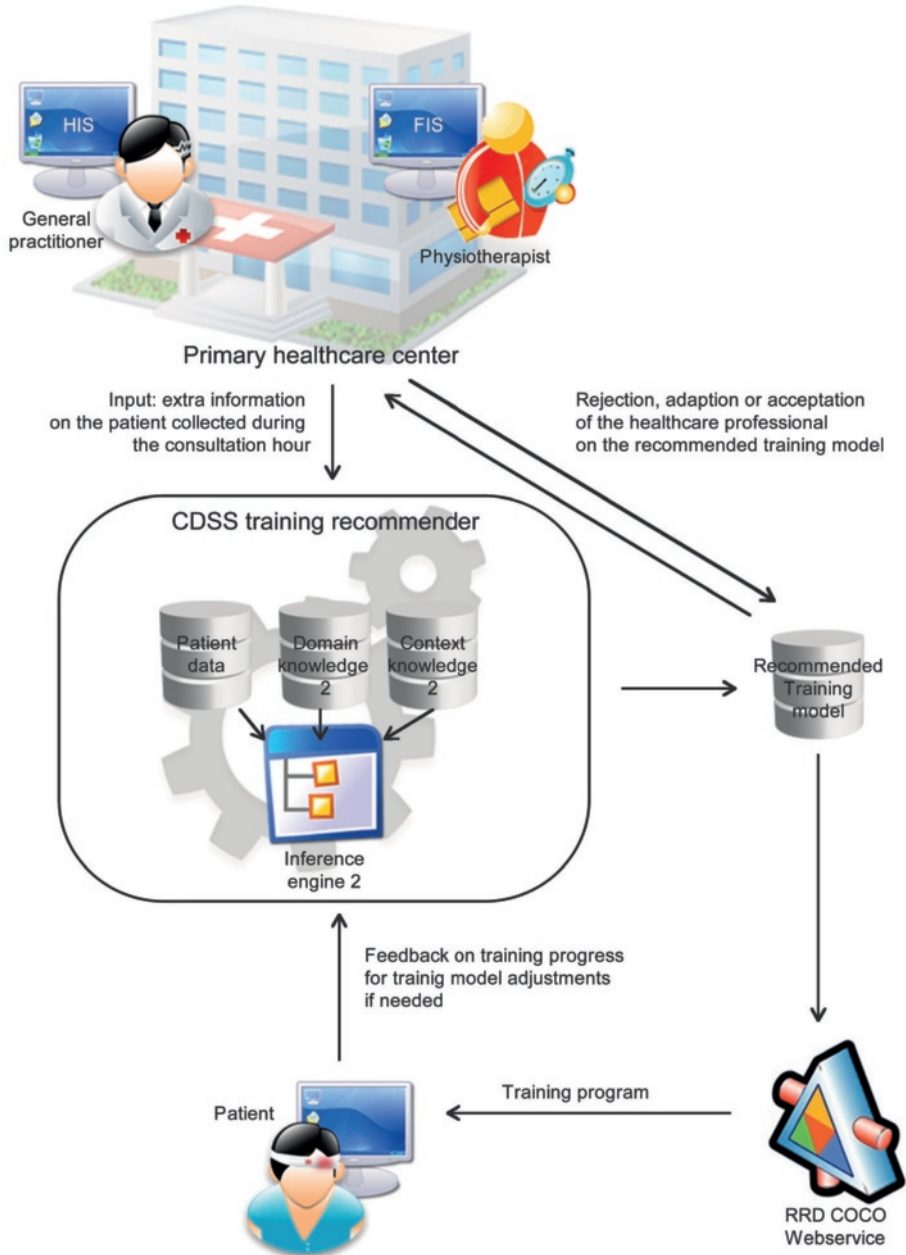 HIS
FIS
General
practitioner
Physiotherapist
Primary healthcare center
Input: extra information
on the patient collected during
the consultation hour
Rejection, adaption or acceptation
of the healthcare professional
on the recommended training model
CDSS training recommender
Patient
data
Domain
knowledge
2
Context
knowledge
2
Recommended
Training
model
Inference
engine 2
Feedback on training progress
for trainig model adjustments
if needed
Patient
Training program
RRD COCO
Webservice